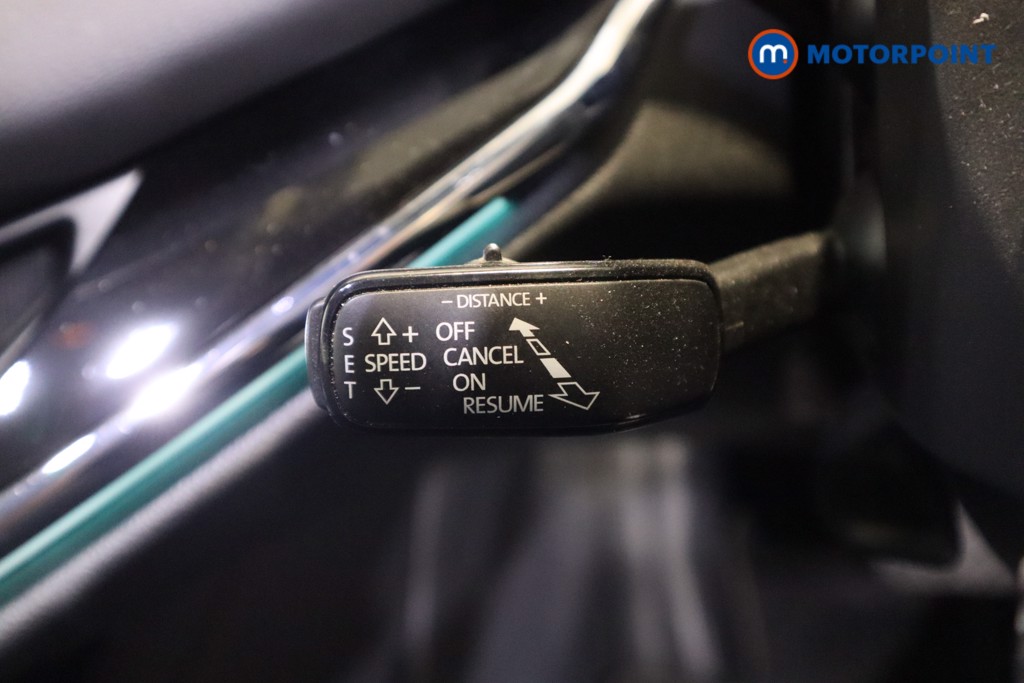 m MOTORPOINT
− DISTANCE +
S + OFF
E SPEED CANCEL
T − ON
RESUME